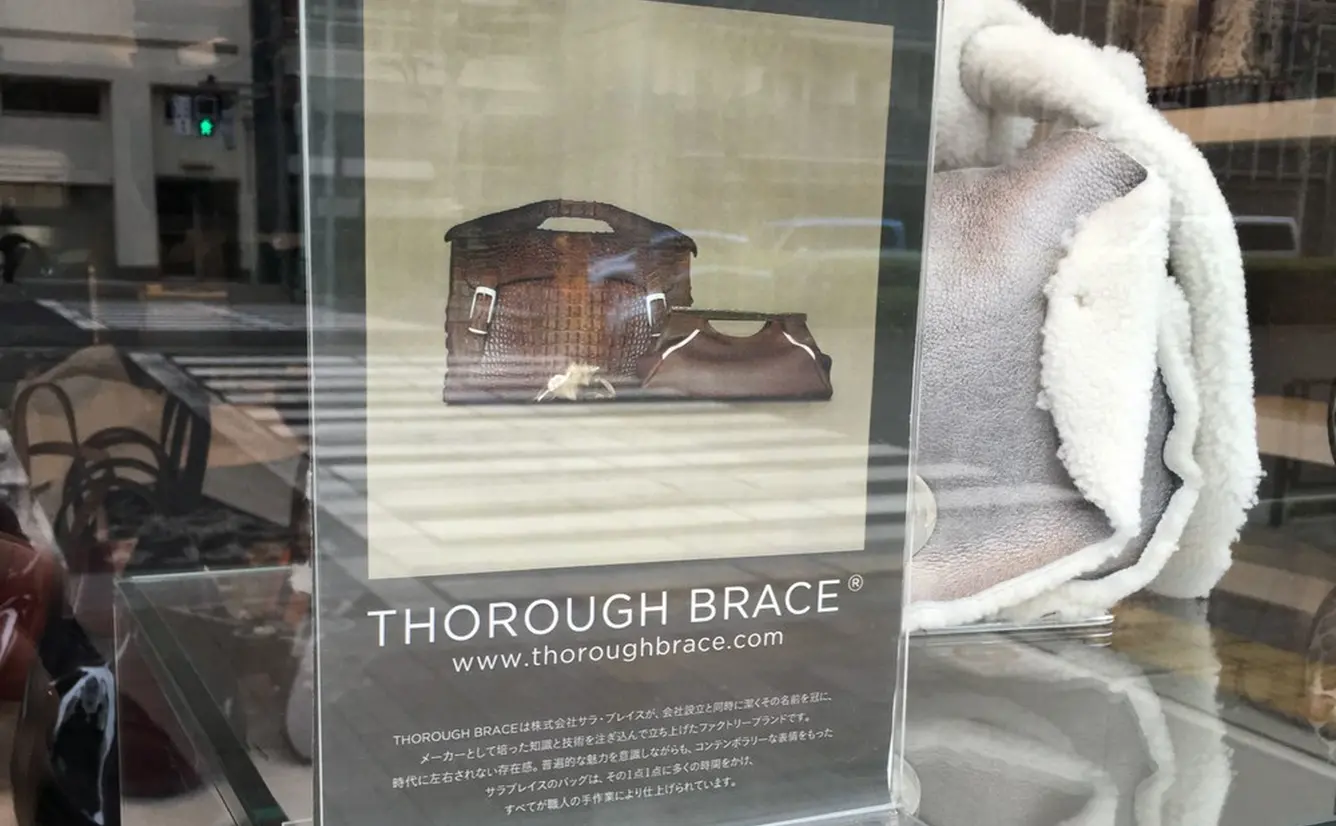 THOROUGH BRACE®
www.thoroughbrace.com
THOROUGH BRACEは株式会社サラ・ブレイスが、会社設立と同時に潔くその名前を冠に、
メーカーとして培った知識と技術を注ぎ込んで立ち上げたファクトリーブランドです。
時代に左右されない存在感。普遍的な魅力を意識しながらも、コンテンポラリーな表情をもった
サラブレイスのバッグは、その1点1点に多くの時間をかけ、
すべてが職人の手作業により仕上げられています。